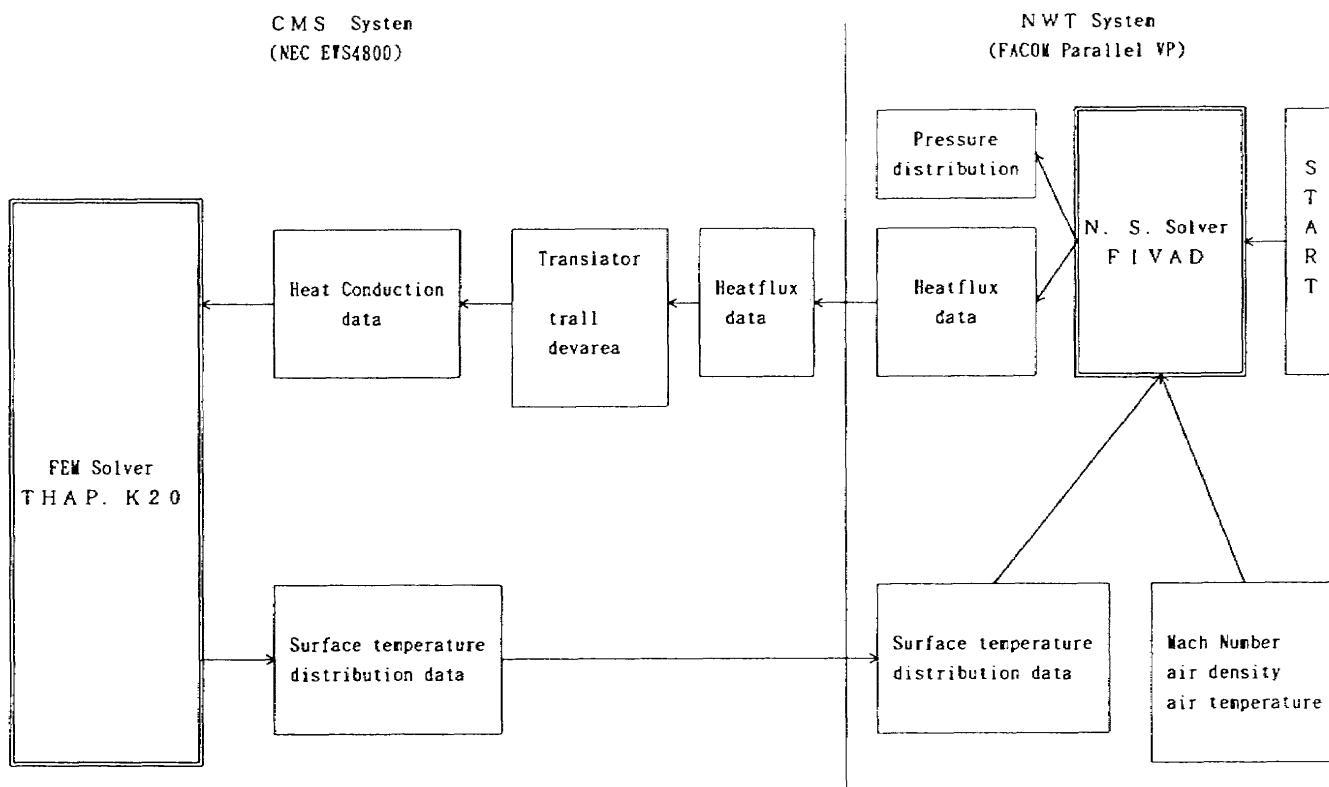 CMS System
(NEC EWS4800)
NWT System
(FACOM Parallel VP)
Pressure
distribution
N. S. Solver
FIVAD
START
Heat Conduction
data
Translator
trall
devarea
Heatflux
data
Heatflux
data
FEM Solver
THAP. K20
Surface temperature
distribution data
Surface temperature
distribution data
Mach Number
air density
air temperature